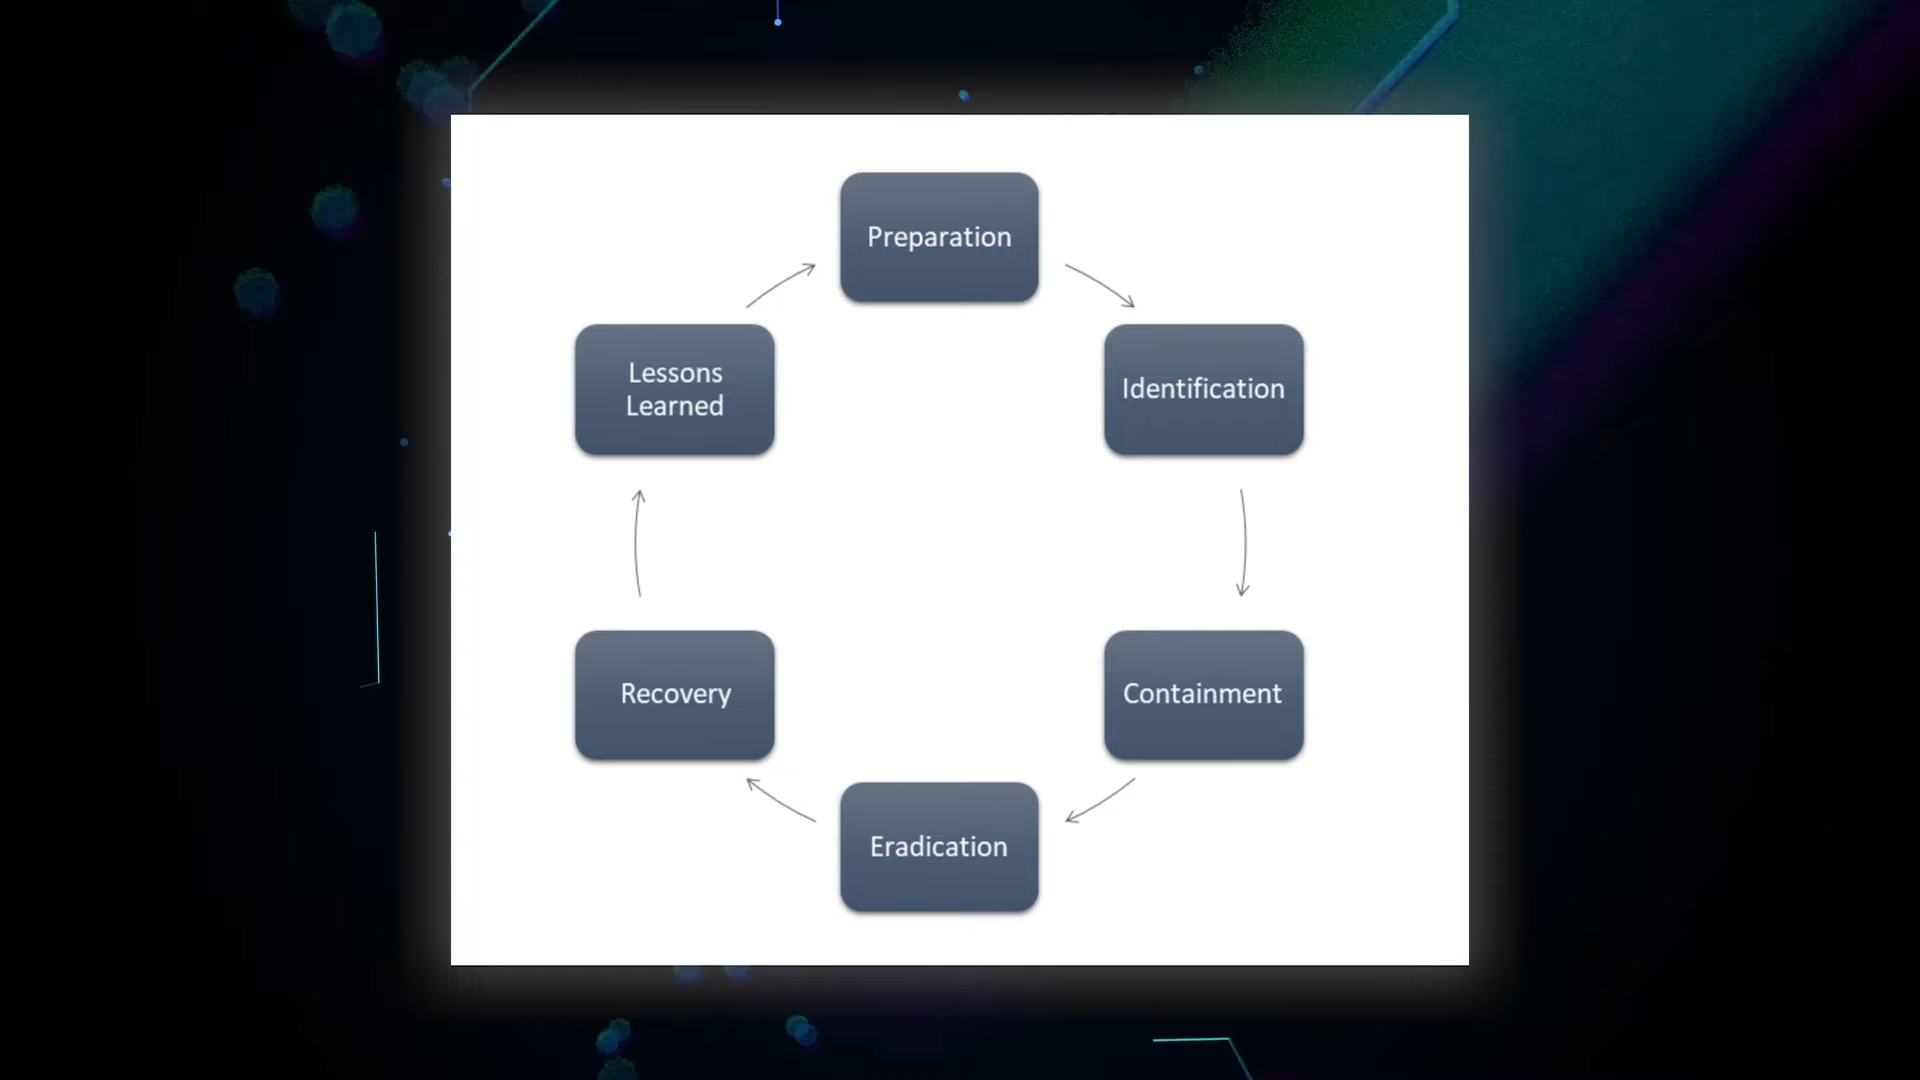 Preparation
Identification
Containment
Eradication
Recovery
Lessons
Learned